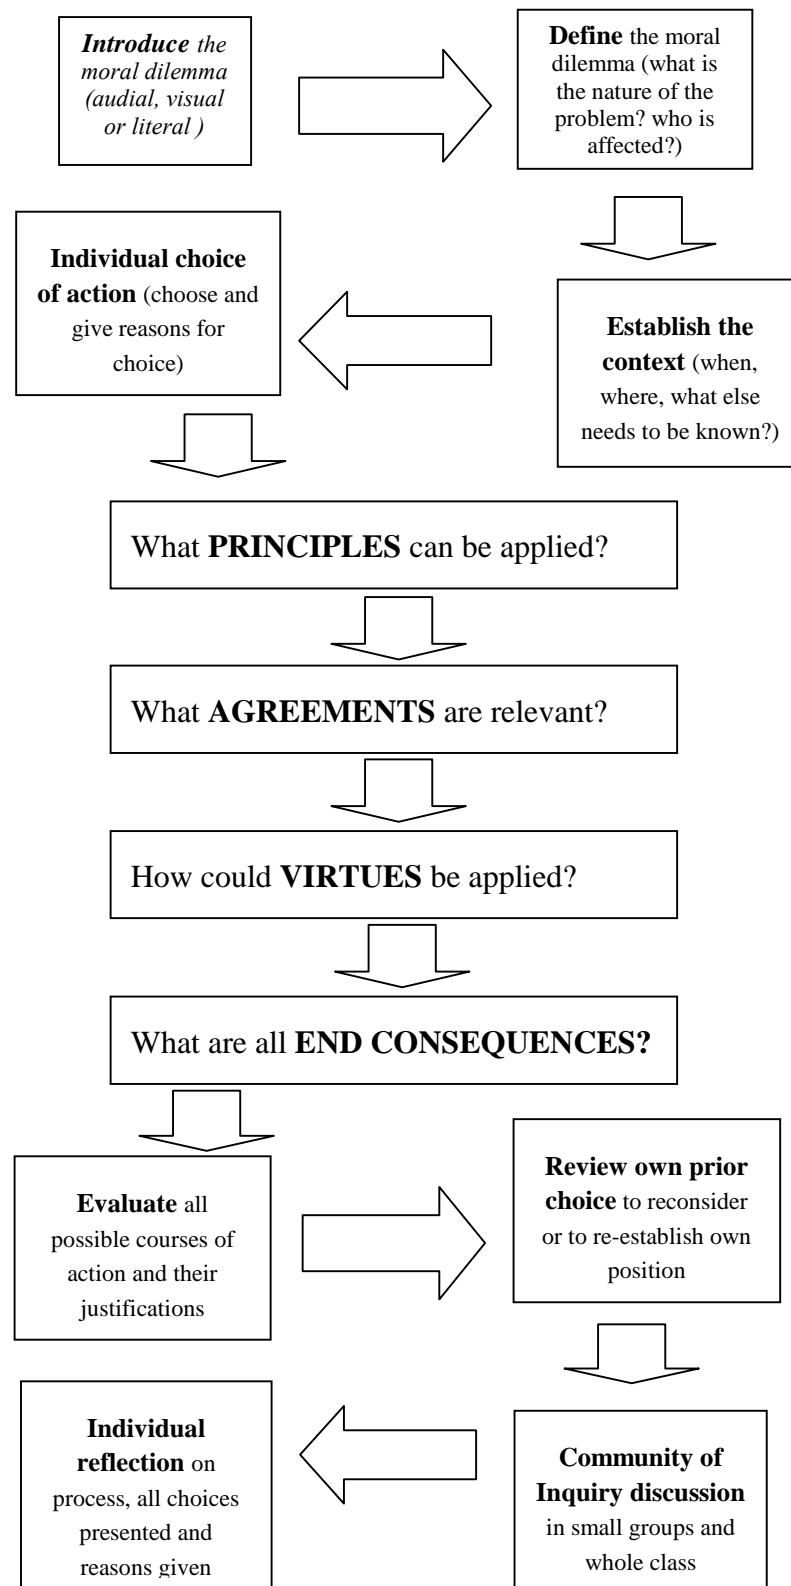 Introduce the
moral dilemma
(audial, visual
or literal )
Define the moral
dilemma (what is
the nature of the
problem? who is
affected?)
Establish the
context (when,
where, what else
needs to be known?)
Individual choice
of action (choose and
give reasons for
choice)
What PRINCIPLES can be applied?
What AGREEMENTS are relevant?
How could VIRTUES be applied?
What are all END CONSEQUENCES?
Evaluate all
possible courses of
action and their
justifications
Review own prior
choice to reconsider
or to re-establish own
position
Community of
Inquiry discussion
in small groups and
whole class
Individual
reflection on
process, all choices
presented and
reasons given